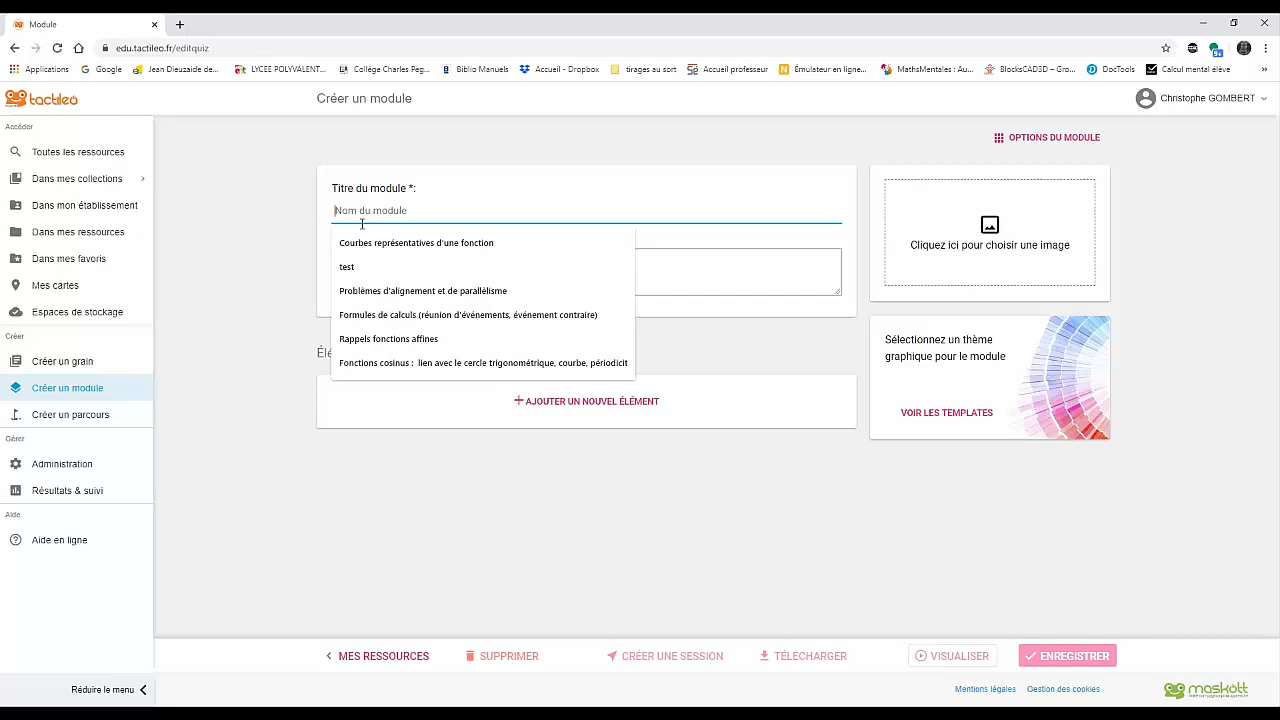 Module
edu.tactileo.fr/editquiz
Applications
Google
Jean Dieuzaide de...
LYCEE POLYVALENT...
Collège Charles Peg...
Biblio Manuels
Accueil - Dropbox
tirages au sort
Accueil professeur
Émulateur en ligne...
MathsMentales : Au...
BlocksCAD3D – Gro...
DocTools
Calcul mental élève
tactileo
Créer un module
Christophe GOMBERT
Accéder
Toutes les ressources
Dans mes collections
Dans mon établissement
Dans mes ressources
Dans mes favoris
Mes cartes
Espaces de stockage
Créer
Créer un grain
Créer un module
Créer un parcours
Gérer
Administration
Résultats & suivi
Aide
Aide en ligne
Réduire le menu
OPTIONS DU MODULE
Titre du module *:
Nom du module
Courbes représentatives d'une fonction
test
Problèmes d'alignement et de parallélisme
Formules de calculs (réunion d'événements, événement contraire)
Rappels fonctions affines
Fonctions cosinus : lien avec le cercle trigonométrique, courbe, périodicit
Élé
AJOUTER UN NOUVEL ÉLÉMENT
Cliquez ici pour choisir une image
Sélectionnez un thème
graphique pour le module
VOIR LES TEMPLATES
MES RESSOURCES
SUPPRIMER
CRÉER UNE SESSION
TÉLÉCHARGER
VISUALISER
ENREGISTRER
Mentions légales
Gestion des cookies
maskott